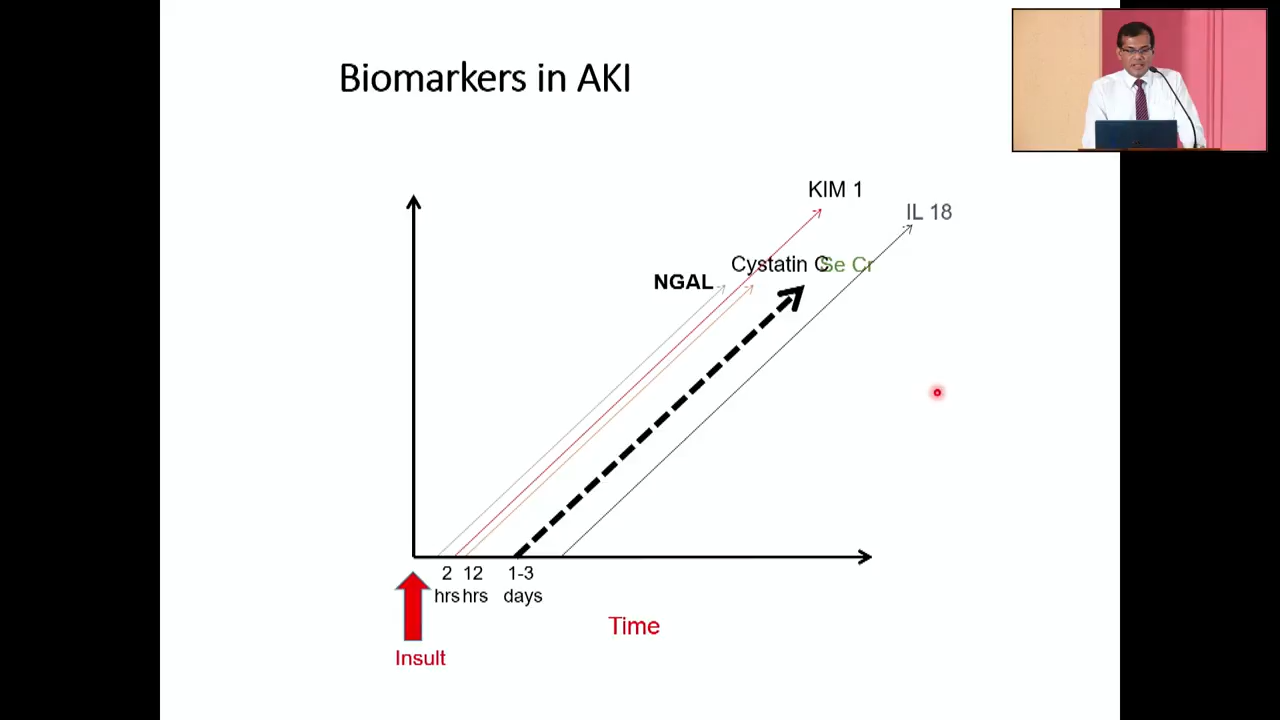 Biomarkers in AKI
KIM 1
IL 18
Cystatin C
Se Cr
NGAL
2 hrs
12 hrs
1-3 days
Time
Insult